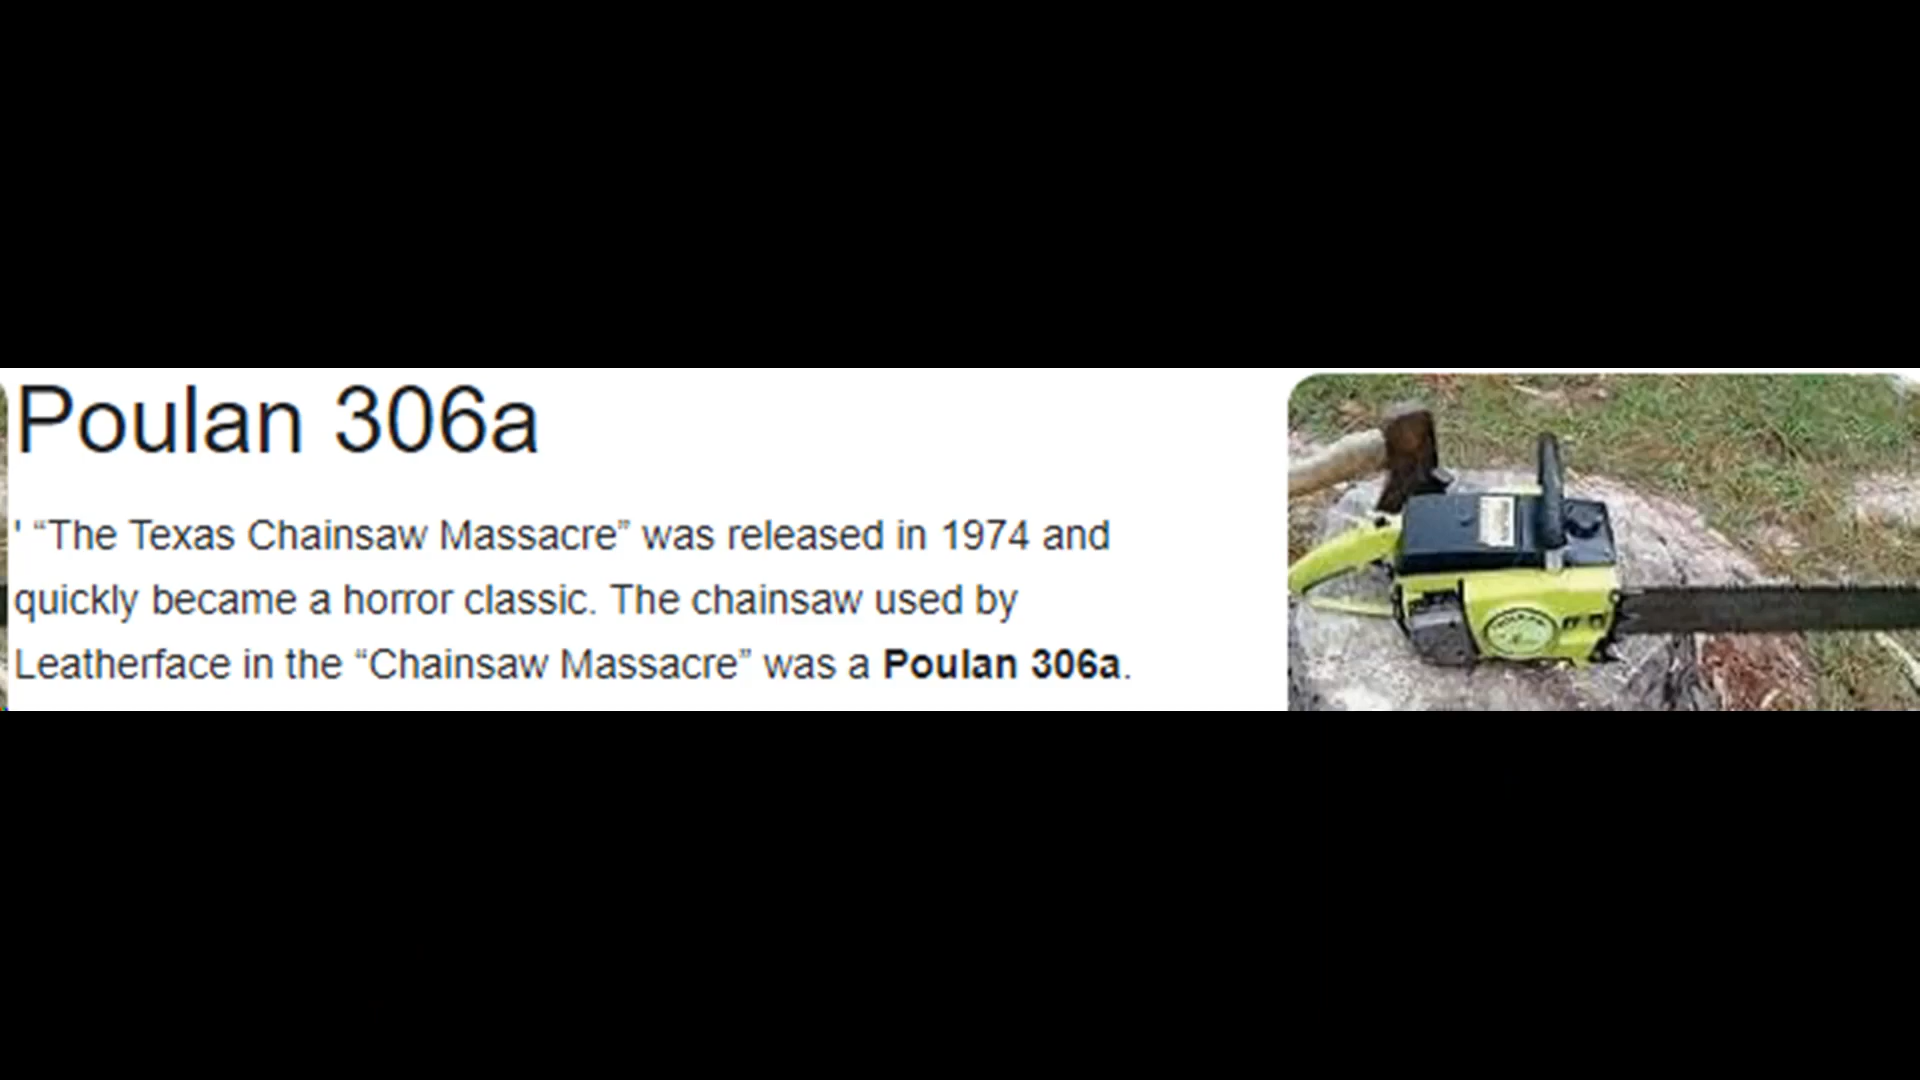 Poulan 306a
' “The Texas Chainsaw Massacre” was released in 1974 and
quickly became a horror classic. The chainsaw used by
Leatherface in the “Chainsaw Massacre” was a Poulan 306a.